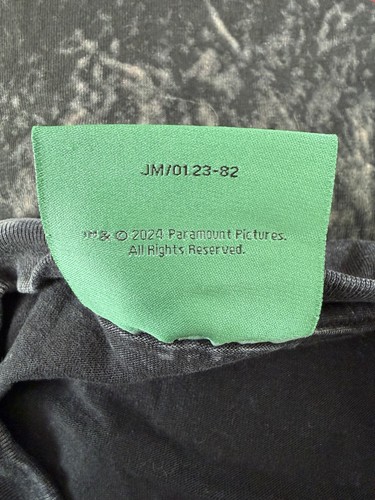 JM/0123-82
™& © 2024 Paramount Pictures.
All Rights Reserved.